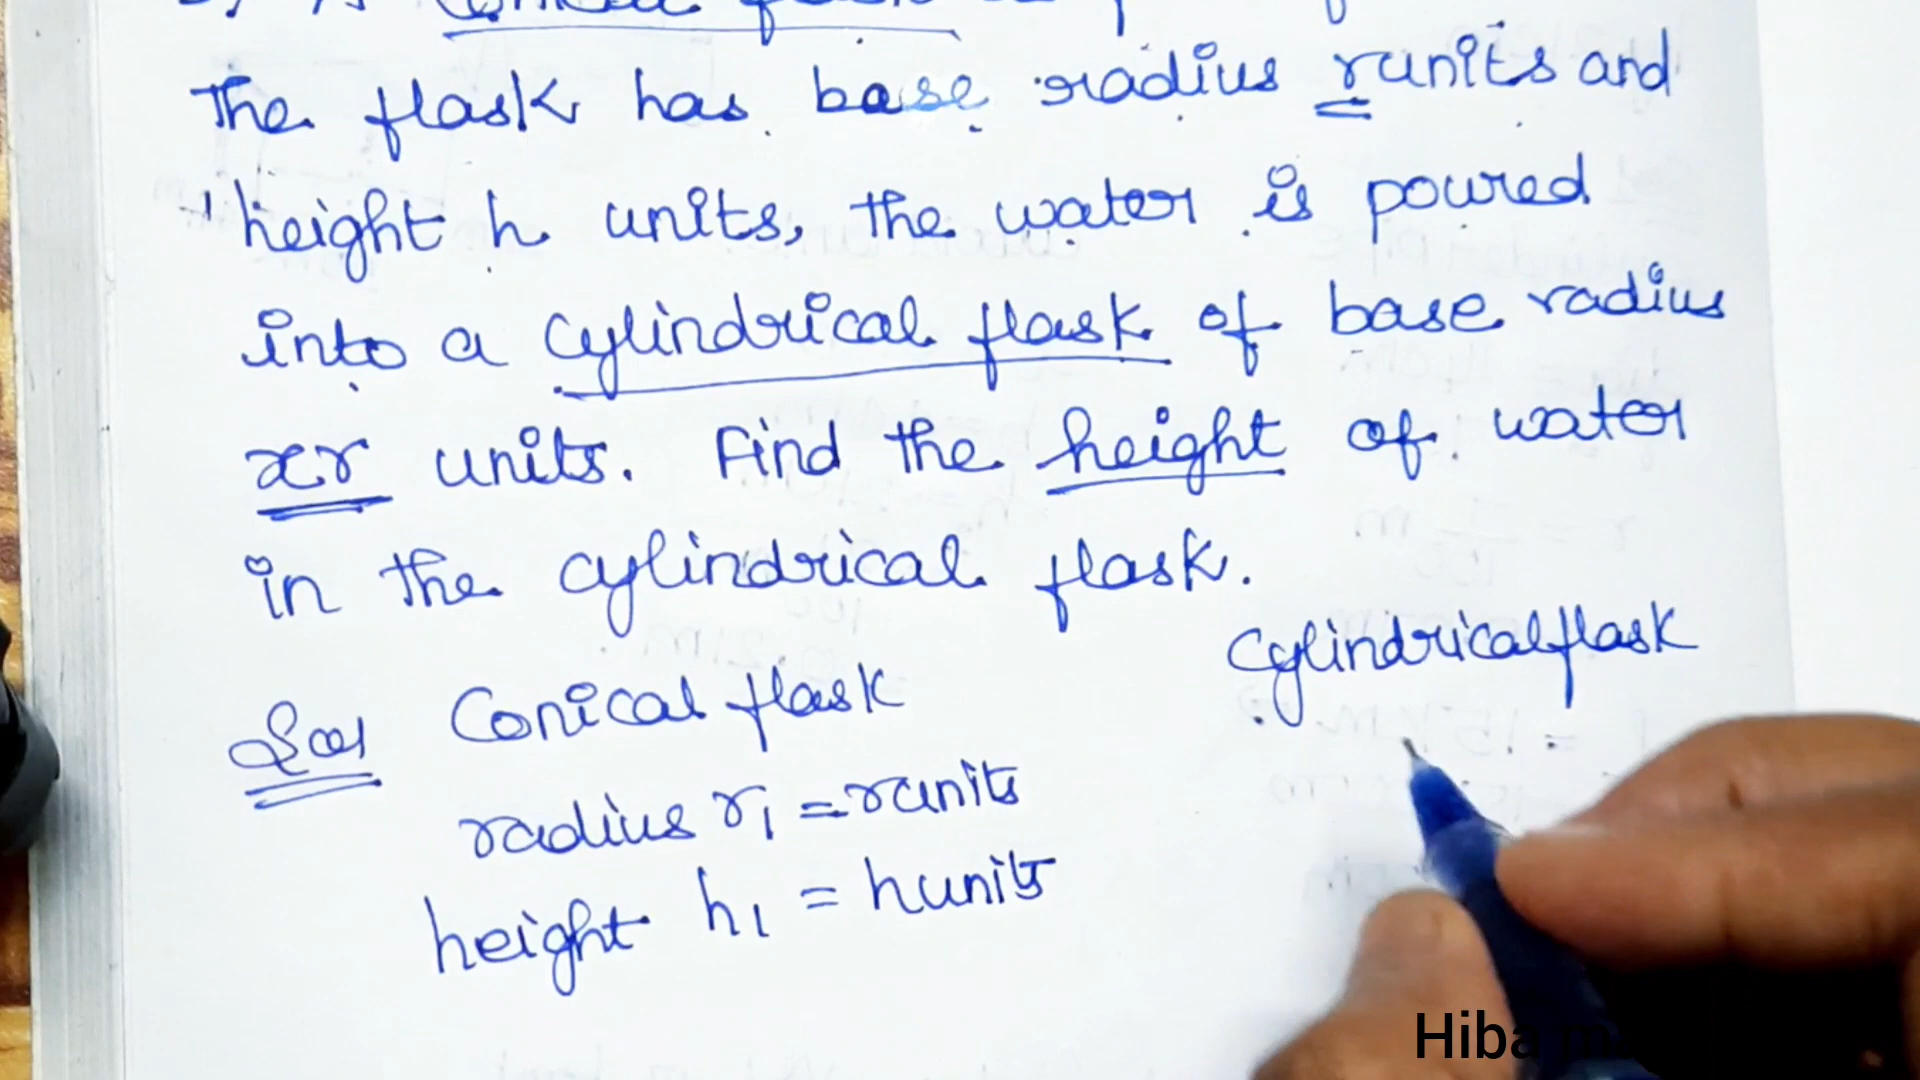 The flask has base radius r units and
height h units, the water is poured
into a cylindrical flask of base radius
xr units. Find the height of water
in the cylindrical flask.
Cylindrical flask
Sol Conical flask
radius r₁ = r units
height h₁ = h units
Hiba